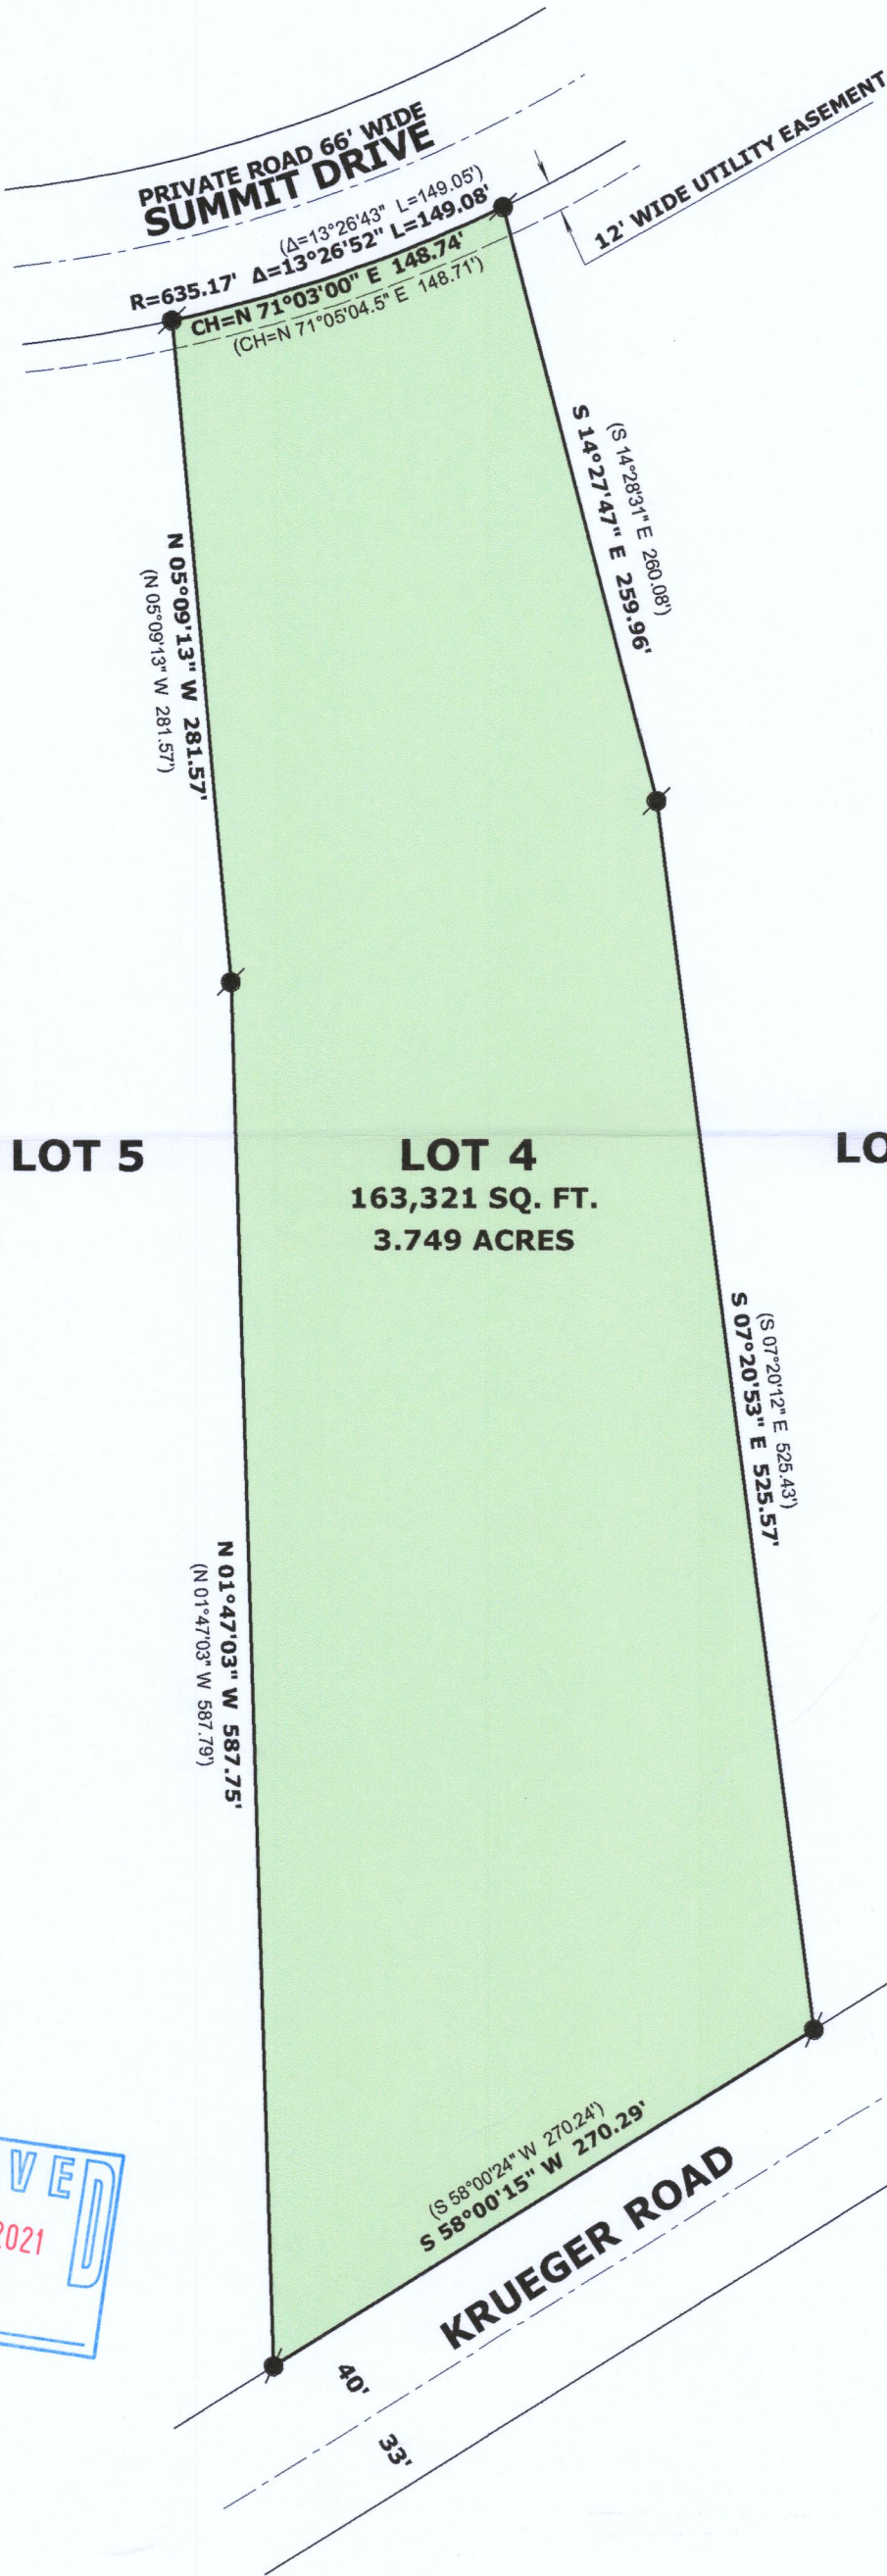 PRIVATE ROAD 66' WIDE
SUMMIT DRIVE
12' WIDE UTILITY EASEMENT
(Δ=13°26'43" L=149.05')
R=635.17' Δ=13°26'52" L=149.08'
CH=N 71°03'00" E 148.74'
(CH=N 71°05'04.5" E 148.71')
(S 14°28'31" E 260.08')
S 14°27'47" E 259.96'
N 05°09'13" W 281.57'
(N 05°09'13" W 281.57')
LOT 5
LOT 4
LO
163,321 SQ. FT.
3.749 ACRES
(S 07°20'12" E 525.43')
S 07°20'53" E 525.57'
N 01°47'03" W 587.75'
(N 01°47'03" W 587.79')
(S 58°00'24" W 270.24')
S 58°00'15" W 270.29'
KRUEGER ROAD
VED
2021
40'
33'